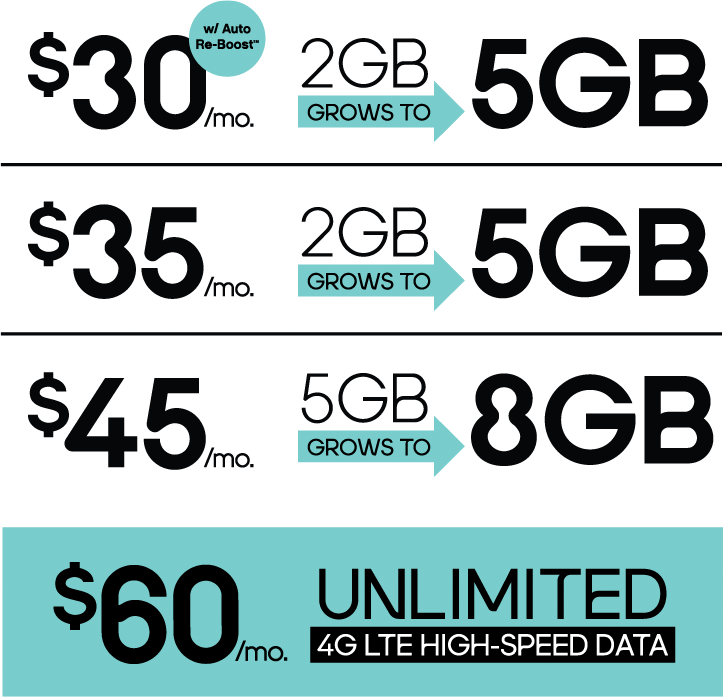 w/ Auto
Re-Boost™
$30/mo.
2GB
GROWS TO
5GB
$35/mo.
2GB
GROWS TO
5GB
$45/mo.
5GB
GROWS TO
8GB
$60/mo.
UNLIMITED
4G LTE HIGH-SPEED DATA